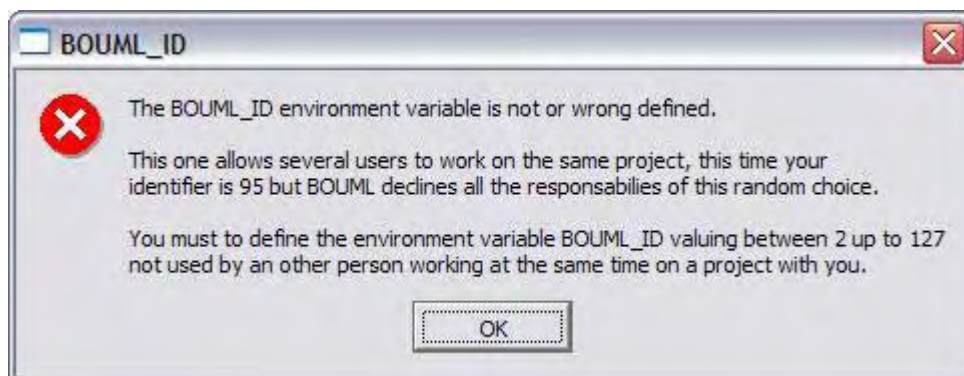 BOUML_ID
The BOUML_ID environment variable is not or wrong defined.
This one allows several users to work on the same project, this time your
identifier is 95 but BOUML declines all the responsabilies of this random choice.
You must to define the environment variable BOUML_ID valuing between 2 up to 127
not used by an other person working at the same time on a project with you.
OK